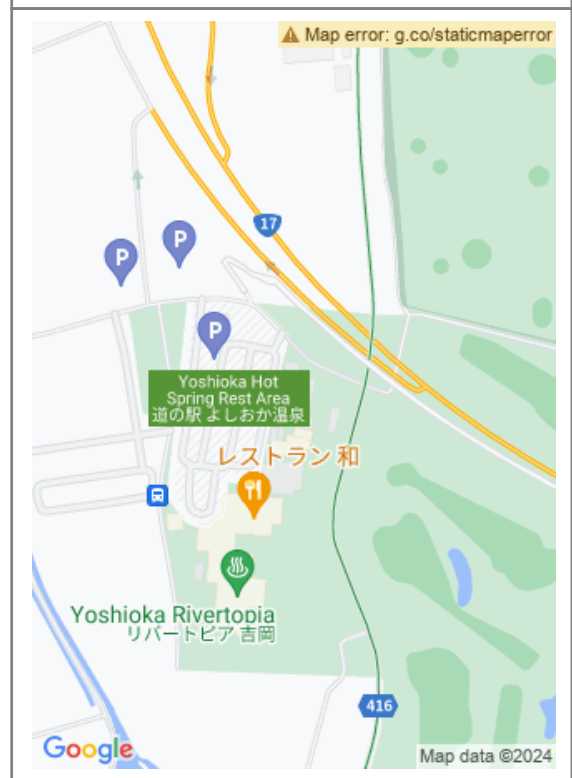 Map error: g.co/staticmaperror
17
P
P
P
Yoshioka Hot
Spring Rest Area
道の駅 よしおか温泉
レストラン 和
Yoshioka Rivertopia
リバートピア 吉岡
416
Google
Map data ©2024